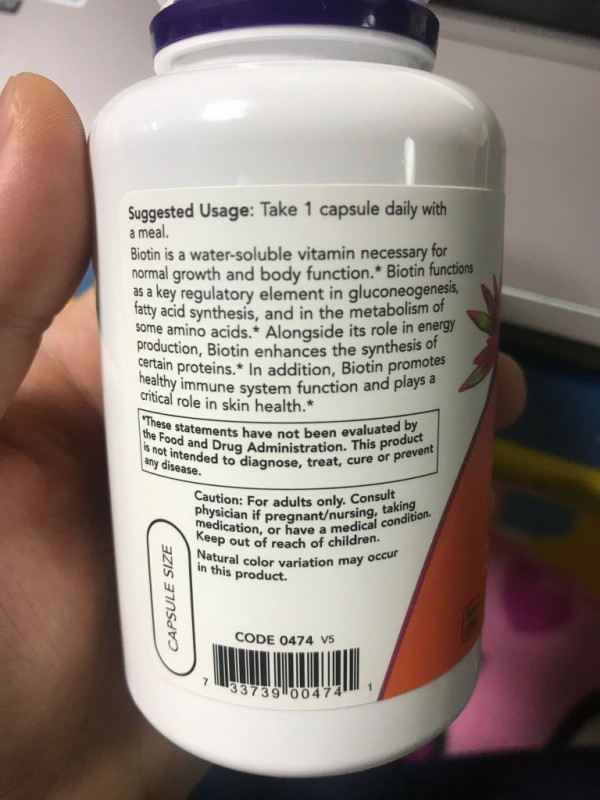 Suggested Usage: Take 1 capsule daily with
a meal.
Biotin is a water-soluble vitamin necessary for
normal growth and body function.* Biotin functions
as a key regulatory element in gluconeogenesis,
fatty acid synthesis, and in the metabolism of
some amino acids.* Alongside its role in energy
production, Biotin enhances the synthesis of
certain proteins.* In addition, Biotin promotes
healthy immune system function and plays a
critical role in skin health.*
*These statements have not been evaluated by
the Food and Drug Administration. This product
is not intended to diagnose, treat, cure or prevent
any disease.
Caution: For adults only. Consult
physician if pregnant/nursing, taking
medication, or have a medical condition.
Keep out of reach of children.
Natural color variation may occur
in this product.
CAPSULE SIZE
CODE 0474 V5
7 33739 00474 1